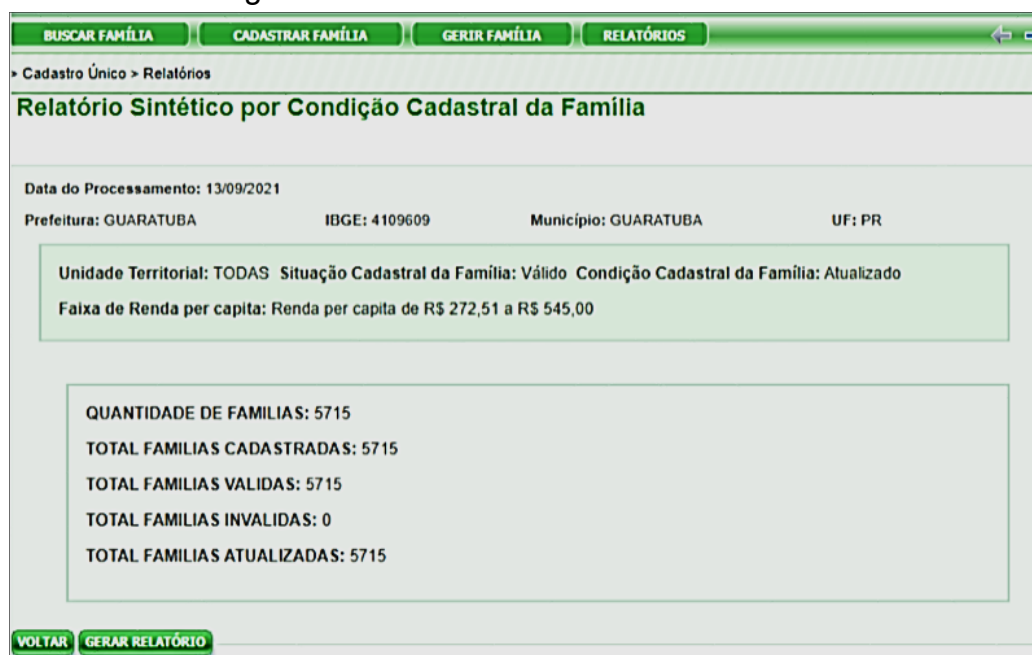 BUSCAR FAMÍLIA CADASTRAR FAMÍLIA GERIR FAMÍLIA RELATÓRIOS
> Cadastro Único > Relatórios
Relatório Sintético por Condição Cadastral da Família
Data do Processamento: 13/09/2021
Prefeitura: GUARATUBA IBGE: 4109609 Município: GUARATUBA UF: PR
Unidade Territorial: TODAS Situação Cadastral da Família: Válido Condição Cadastral da Família: Atualizado
Faixa de Renda per capita: Renda per capita de R$ 272,51 a R$ 545,00
QUANTIDADE DE FAMILIAS: 5715
TOTAL FAMILIAS CADASTRADAS: 5715
TOTAL FAMILIAS VALIDAS: 5715
TOTAL FAMILIAS INVALIDAS: 0
TOTAL FAMILIAS ATUALIZADAS: 5715
VOLTAR GERAR RELATÓRIO